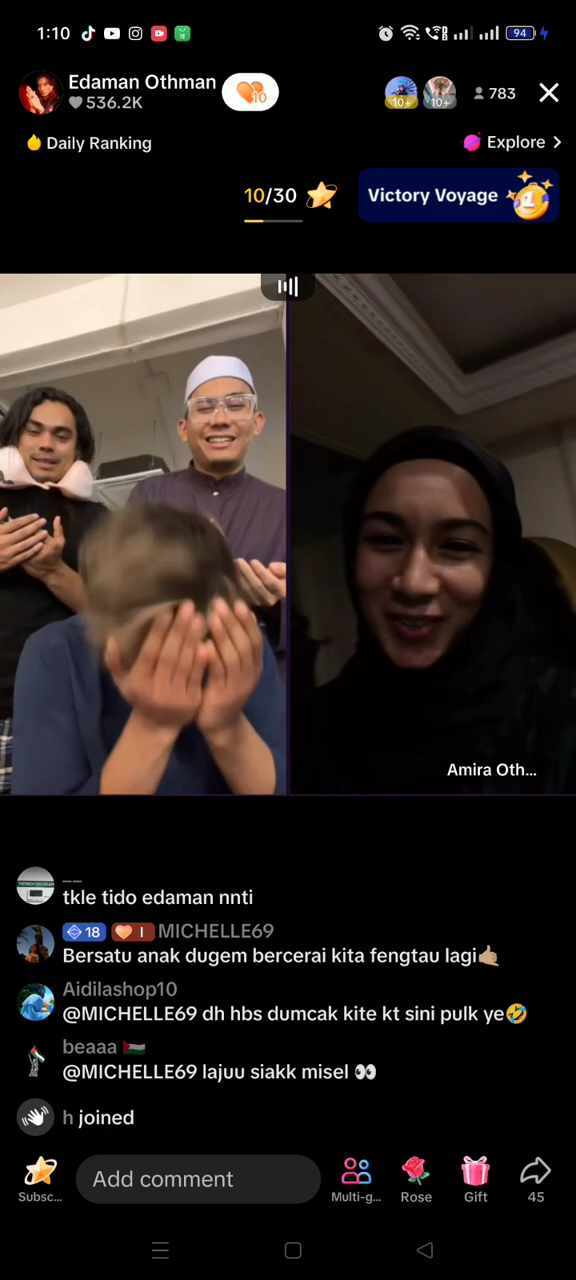 1:10
94
Edaman Othman
536.2K
10
10+
10+
783
Daily Ranking
Explore >
10/30
Victory Voyage
1
Amira Oth...
__
tkle tido edaman nnti
18
I
MICHELLE69
Bersatu anak dugem bercerai kita fengtau lagi🤙🏽
Aidilashop10
@MICHELLE69 dh hbs dumcak kite kt sini pulk ye🤣
beaaa 🇵🇸
@MICHELLE69 lajuu siakk misel 👀
h joined
Subsc...
Add comment
Multi-g...
Rose
Gift
45